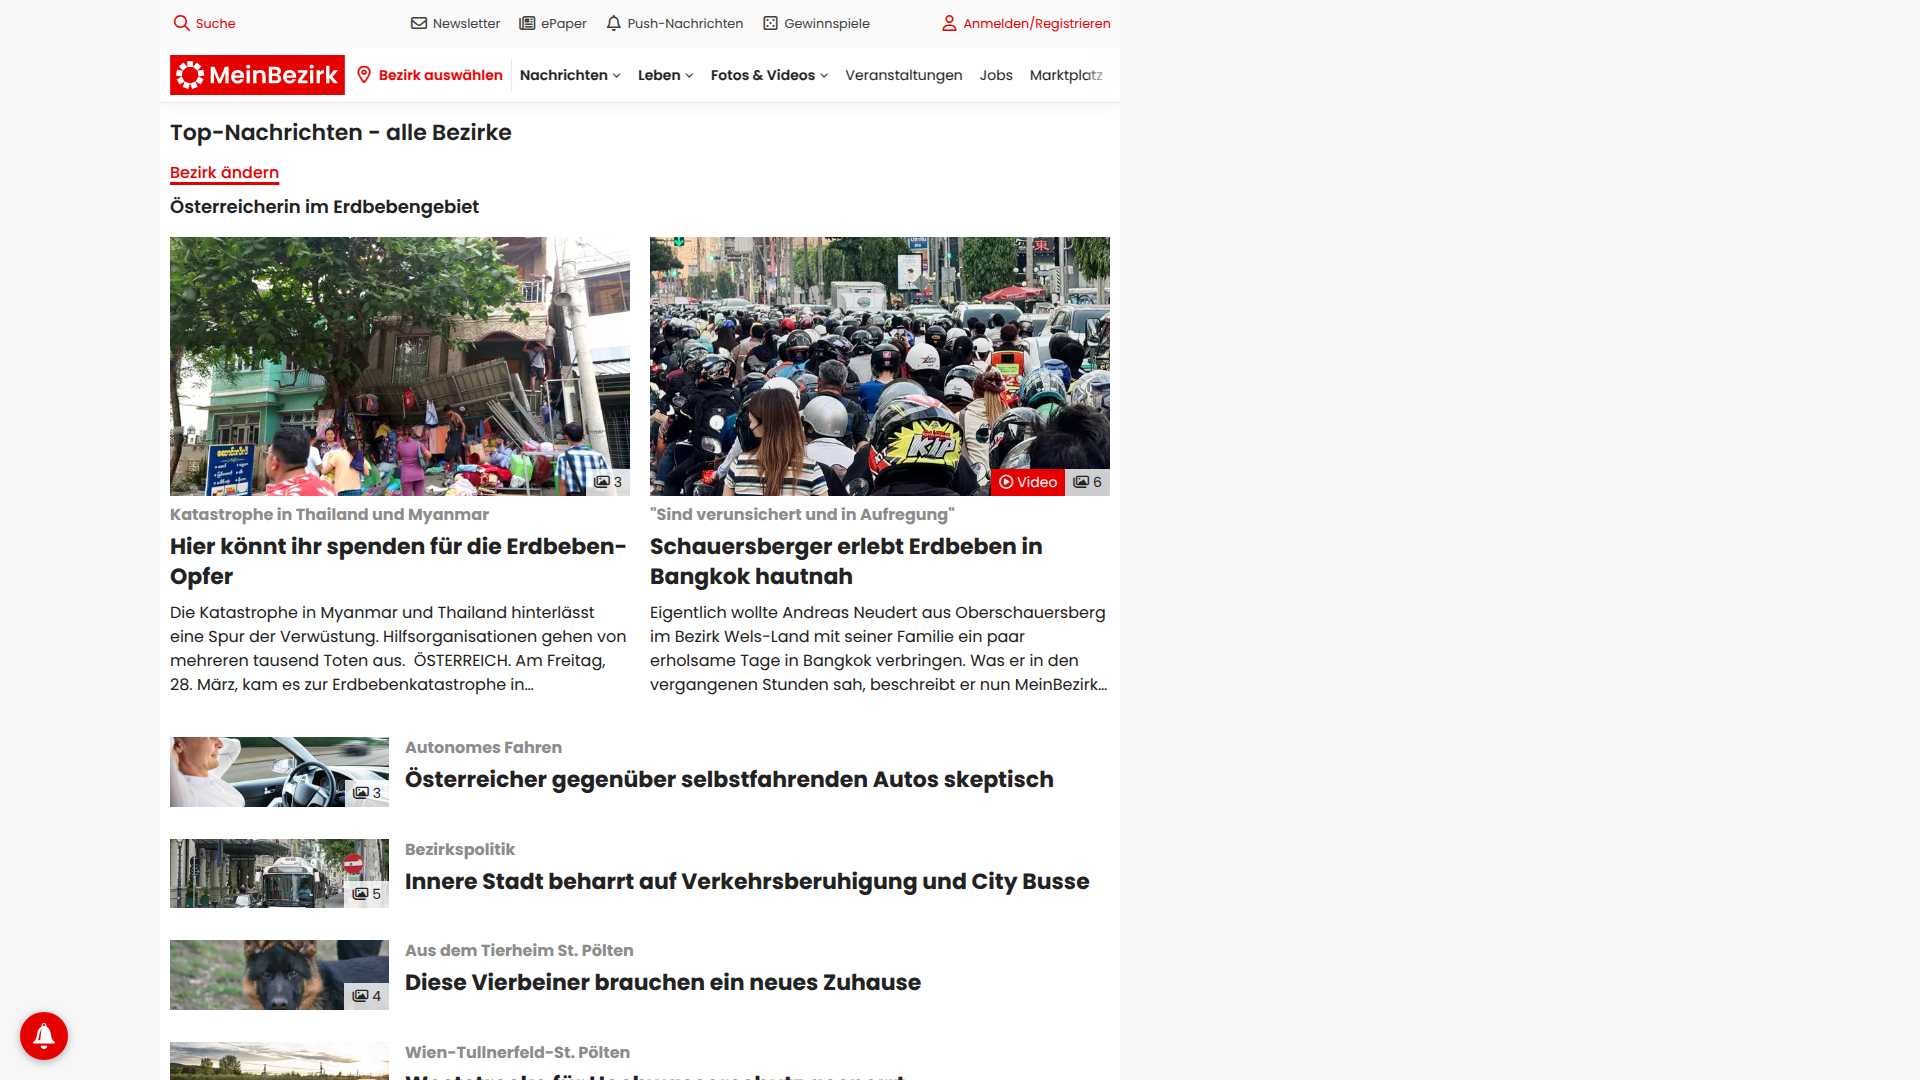 Suche
Newsletter
ePaper
Push-Nachrichten
Gewinnspiele
Anmelden/Registrieren
MeinBezirk
Bezirk auswählen
Nachrichten
Leben
Fotos & Videos
Veranstaltungen
Jobs
Marktplatz
Top-Nachrichten - alle Bezirke
Bezirk ändern
Österreicherin im Erdbebengebiet
3
KiP
Video
6
Katastrophe in Thailand und Myanmar
Hier könnt ihr spenden für die Erdbeben-
Opfer
Die Katastrophe in Myanmar und Thailand hinterlässt
eine Spur der Verwüstung. Hilfsorganisationen gehen von
mehreren tausend Toten aus.  ÖSTERREICH. Am Freitag,
28. März, kam es zur Erdbebenkatastrophe in...
"Sind verunsichert und in Aufregung"
Schauersberger erlebt Erdbeben in
Bangkok hautnah
Eigentlich wollte Andreas Neudert aus Oberschauersberg
im Bezirk Wels-Land mit seiner Familie ein paar
erholsame Tage in Bangkok verbringen. Was er in den
vergangenen Stunden sah, beschreibt er nun MeinBezirk...
3
Autonomes Fahren
Österreicher gegenüber selbstfahrenden Autos skeptisch
5
Bezirkspolitik
Innere Stadt beharrt auf Verkehrsberuhigung und City Busse
4
Aus dem Tierheim St. Pölten
Diese Vierbeiner brauchen ein neues Zuhause
Wien-Tullnerfeld-St. Pölten
Weststrecke für Hochwasserschutz gesperrt